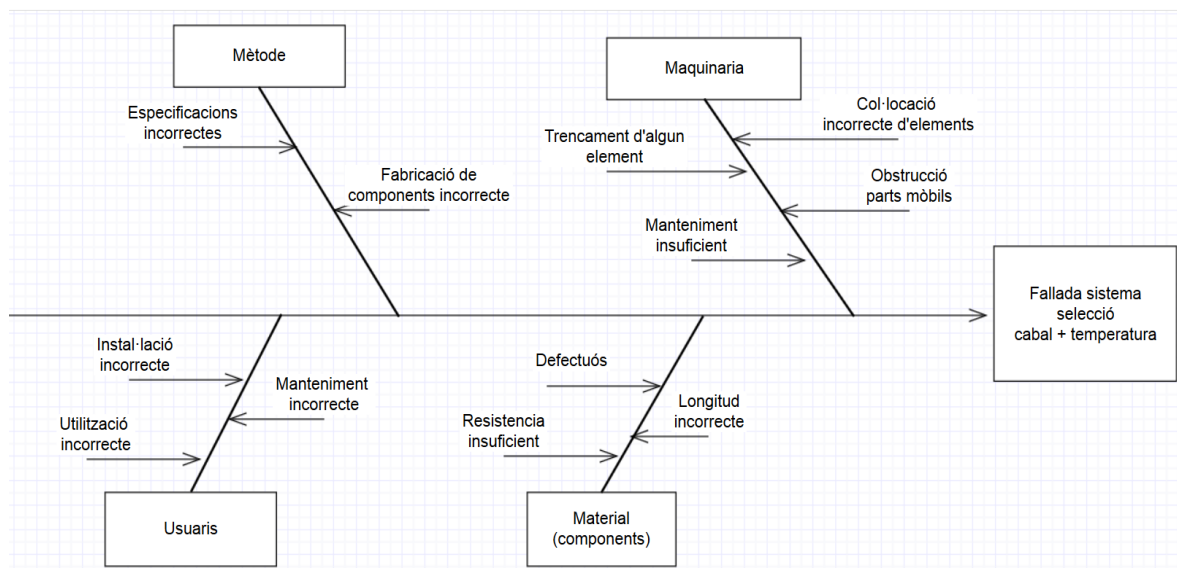 Mètode
Maquinaria
Especificacions
incorrectes
Fabricació de
components incorrecte
Trencament d'algun
element
Col·locació
incorrecte d'elements
Obstrucció
parts mòbils
Manteniment
insuficient
Fallada sistema
selecció
cabal + temperatura
Instal·lació
incorrecte
Manteniment
incorrecte
Utilització
incorrecte
Defectuós
Longitud
incorrecte
Resistencia
insuficient
Usuaris
Material
(components)